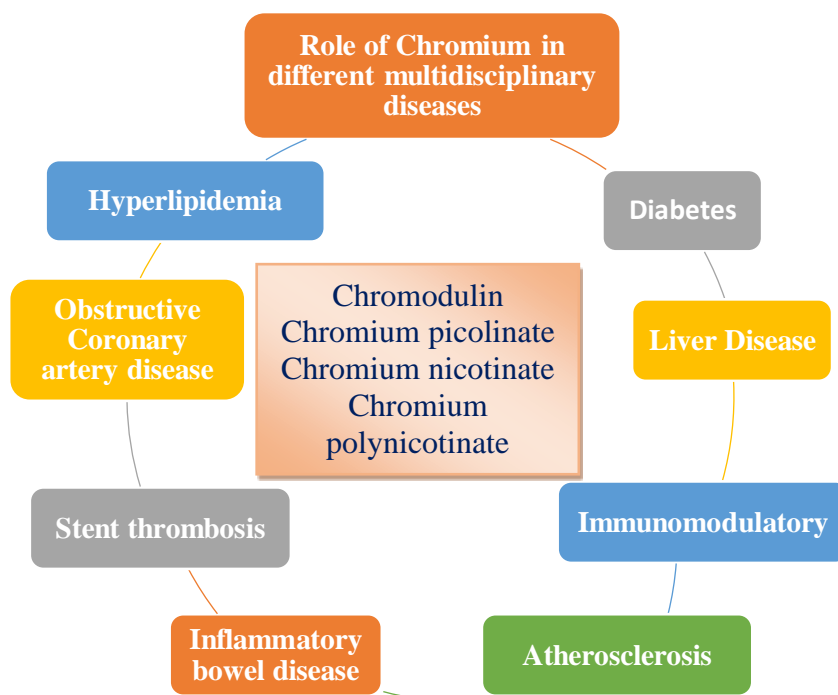 Role of Chromium in
different multidisciplinary
diseases
Hyperlipidemia
Diabetes
Obstructive
Coronary
artery disease
Chromodulin
Chromium picolinate
Chromium nicotinate
Chromium
polynicotinate
Liver Disease
Stent thrombosis
Immunomodulatory
Inflammatory
bowel disease
Atherosclerosis